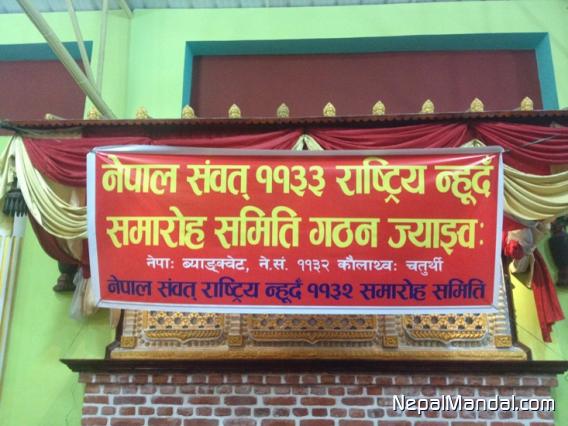 नेपाल संवत् ११३३ राष्ट्रिय न्हूदँ
समारोह समिति गठन ज्याइवः
नेपाः ब्याङ्क्वेट, ने.सं. ११३२ कौलाथ्वः चतुर्थी
नेपाल संवत् राष्ट्रिय न्हूदँ ११३२ समारोह समिति
NepalMandal.com